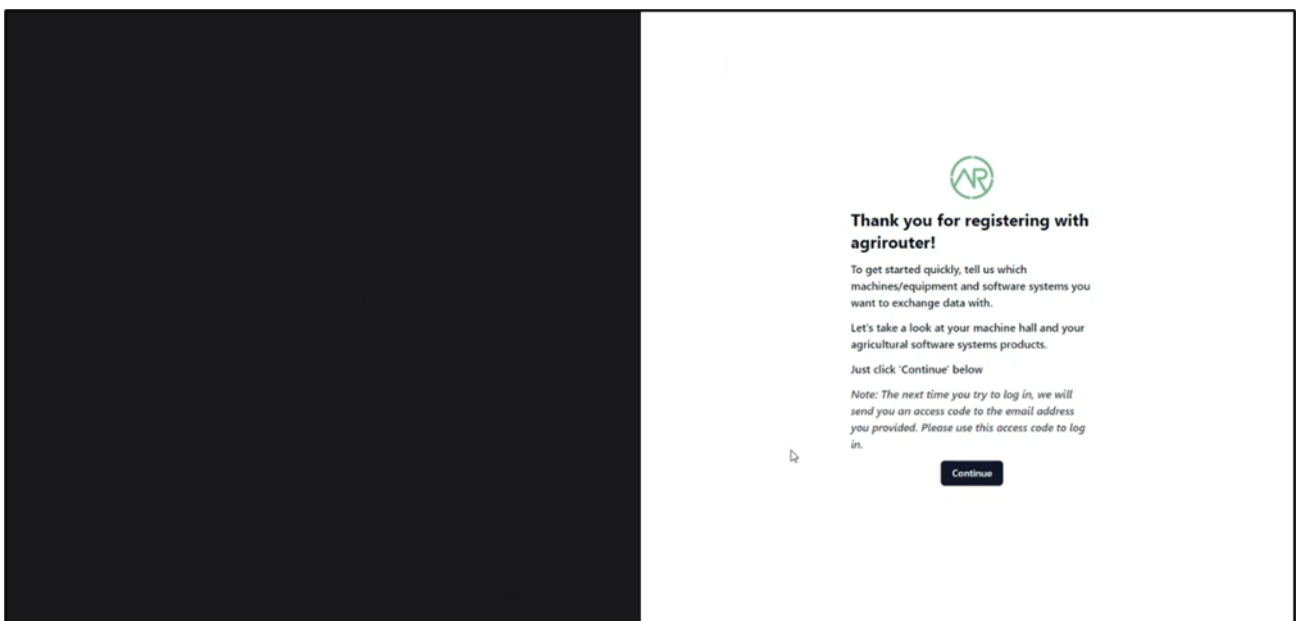 AR
Thank you for registering with
agrirouter!
To get started quickly, tell us which
machines/equipment and software systems you
want to exchange data with.
Let's take a look at your machine hall and your
agricultural software systems products.
Just click 'Continue' below
Note: The next time you try to log in, we will
send you an access code to the email address
you provided. Please use this access code to log
in.
Continue